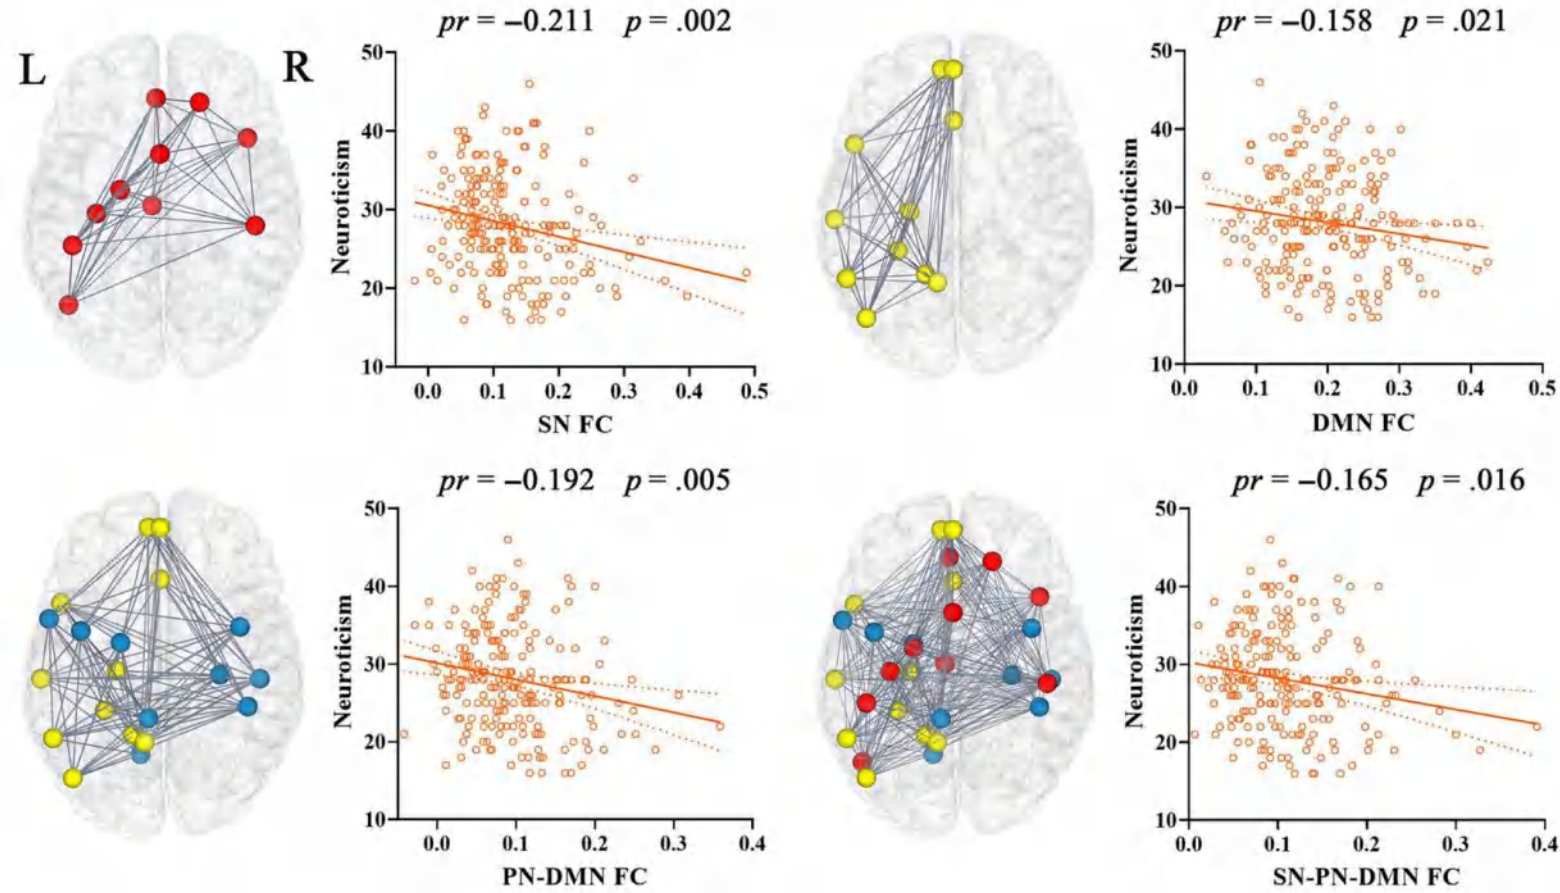 L
R
pr = −0.211 p = .002
50
40
30
20
10
Neuroticism
0.0 0.1 0.2 0.3 0.4 0.5
SN FC
pr = −0.158 p = .021
50
40
30
20
10
Neuroticism
0.0 0.1 0.2 0.3 0.4 0.5
DMN FC
pr = −0.192 p = .005
50
40
30
20
10
Neuroticism
0.0 0.1 0.2 0.3 0.4
PN-DMN FC
pr = −0.165 p = .016
50
40
30
20
10
Neuroticism
0.0 0.1 0.2 0.3 0.4
SN-PN-DMN FC